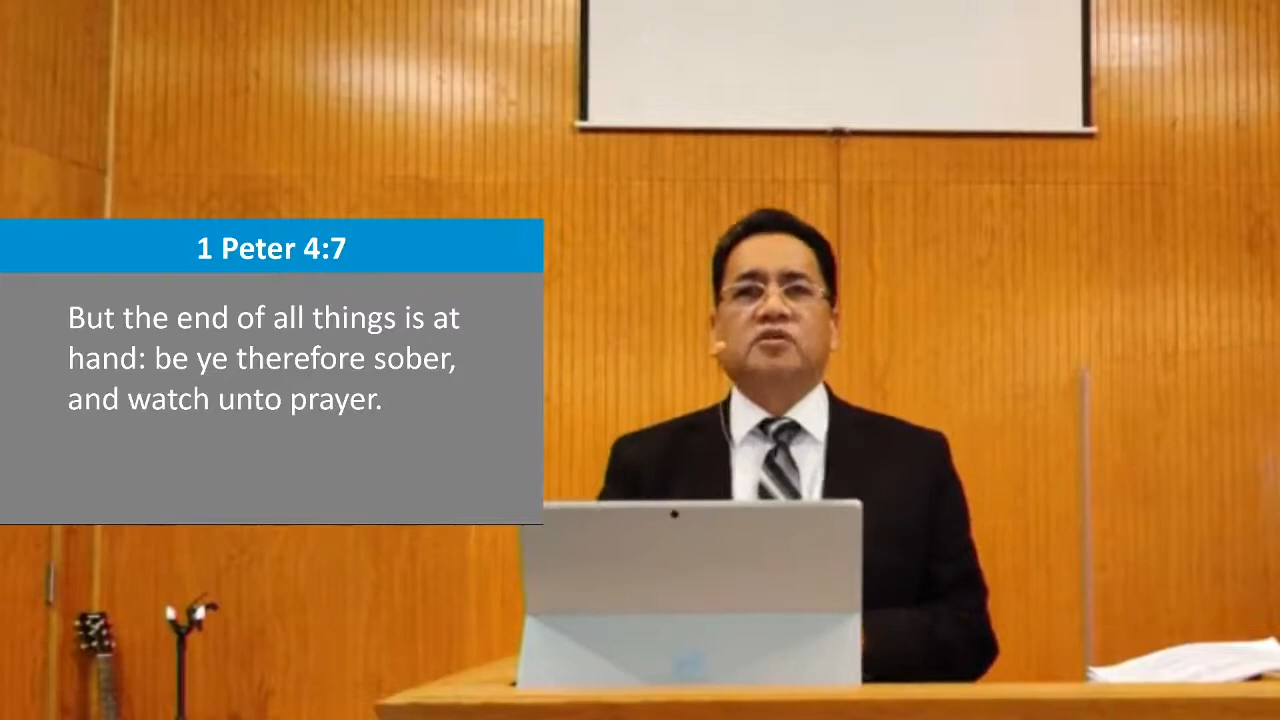 1 Peter 4:7
But the end of all things is at
hand: be ye therefore sober,
and watch unto prayer.